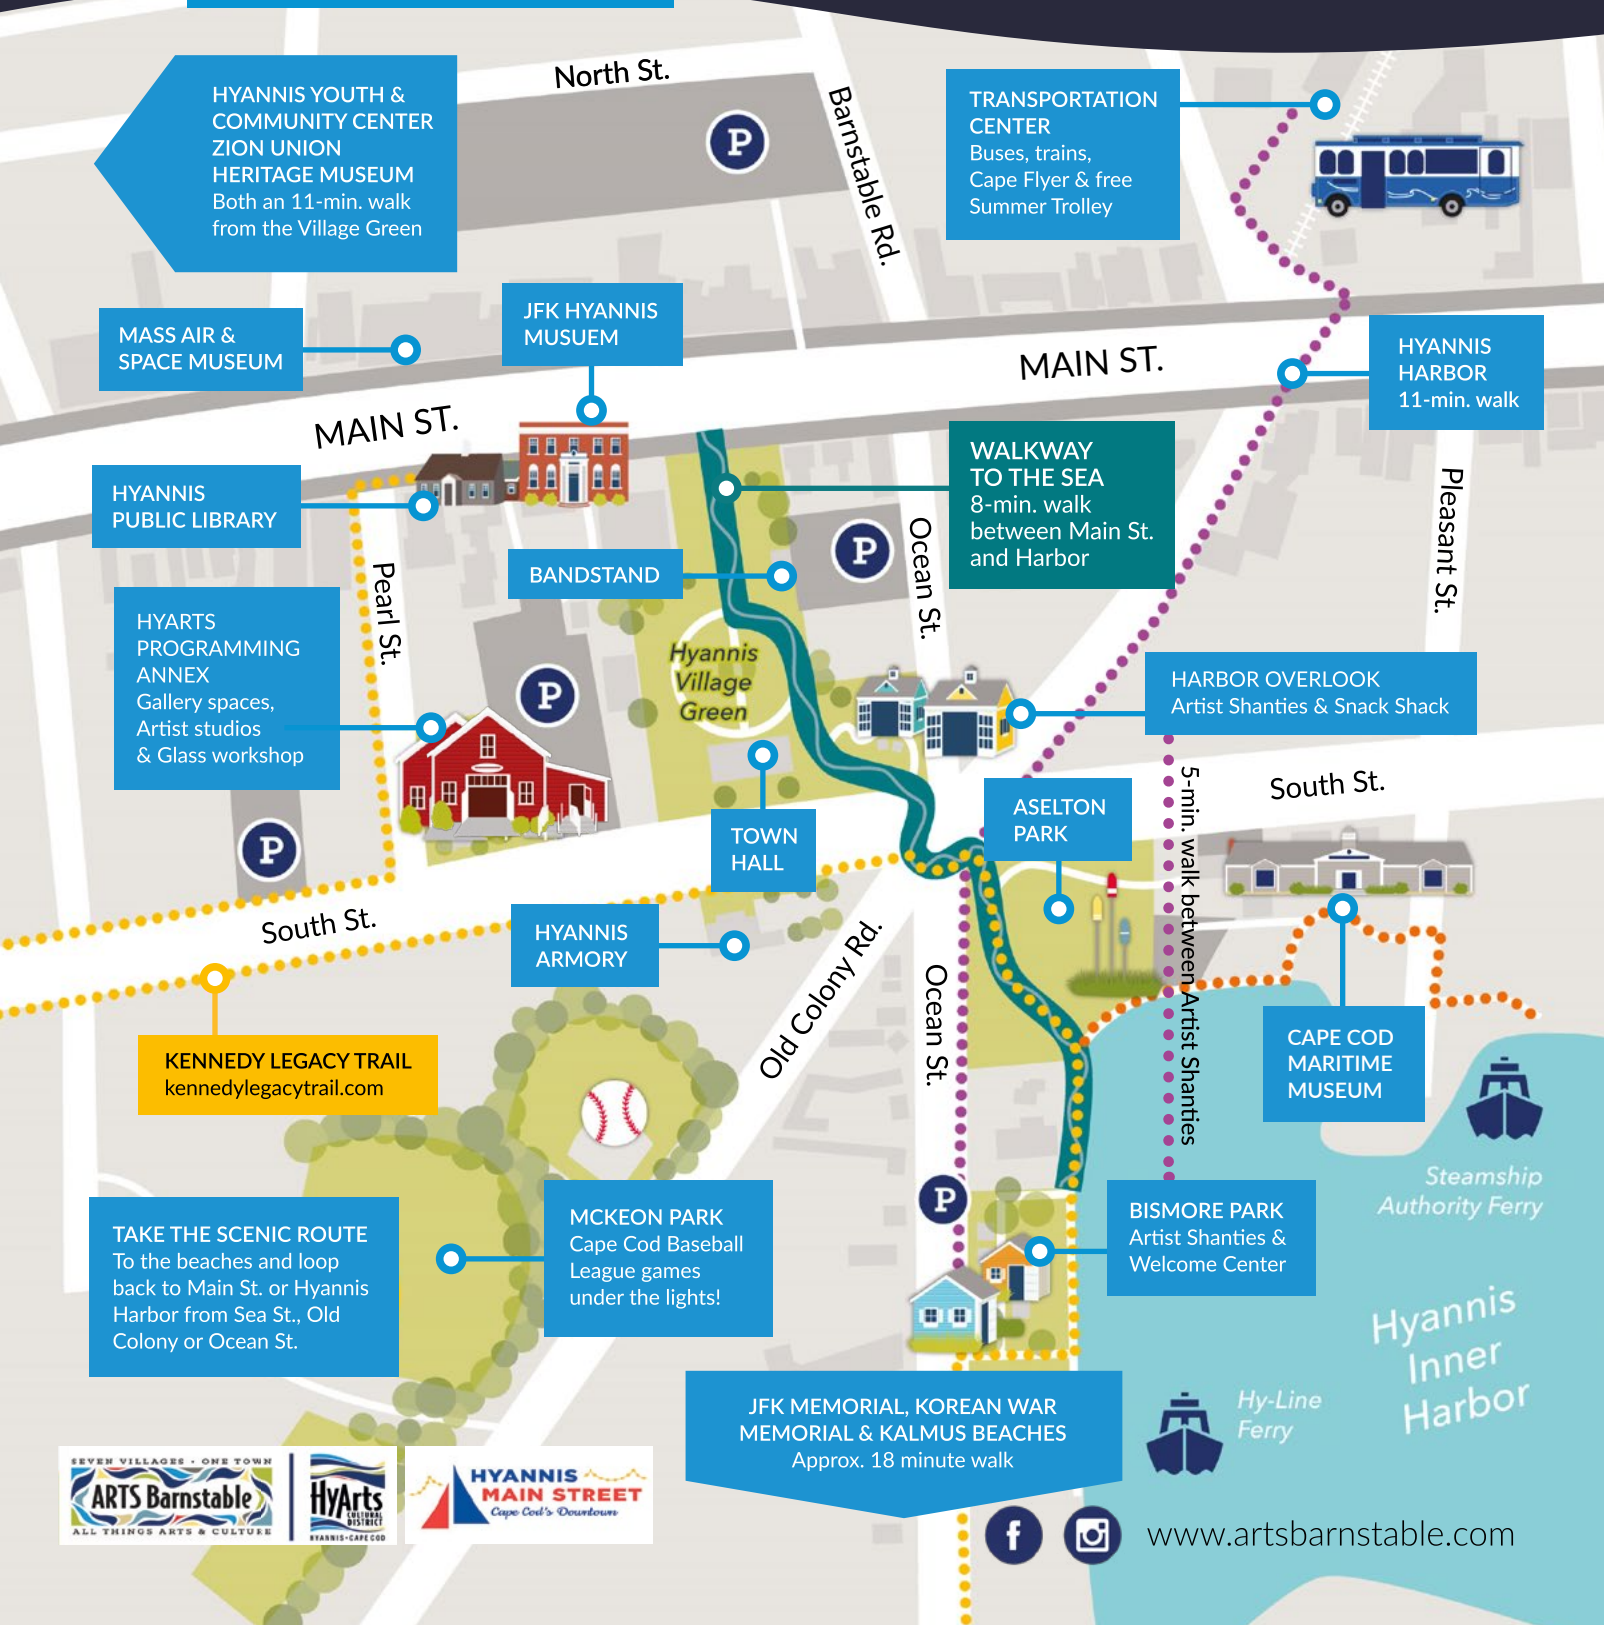 North St.
Barnstable Rd.
HYANNIS YOUTH &
COMMUNITY CENTER
ZION UNION
HERITAGE MUSEUM
Both an 11-min. walk
from the Village Green
P
TRANSPORTATION
CENTER
Buses, trains,
Cape Flyer & free
Summer Trolley
MASS AIR &
SPACE MUSEUM
JFK HYANNIS
MUSUEM
MAIN ST.
HYANNIS
HARBOR
11-min. walk
MAIN ST.
WALKWAY
TO THE SEA
8-min. walk
between Main St.
and Harbor
HYANNIS
PUBLIC LIBRARY
Pleasant St.
Ocean St.
P
BANDSTAND
Pearl St.
HYARTS
PROGRAMMING
ANNEX
Gallery spaces,
Artist studios
& Glass workshop
Hyannis
Village
Green
P
HARBOR OVERLOOK
Artist Shanties & Snack Shack
South St.
5-min. walk between Artist Shanties
ASELTON
PARK
TOWN
HALL
P
South St.
HYANNIS
ARMORY
Old Colony Rd.
Ocean St.
KENNEDY LEGACY TRAIL
kennedylegacytrail.com
CAPE COD
MARITIME
MUSEUM
Steamship
Authority Ferry
P
TAKE THE SCENIC ROUTE
To the beaches and loop
back to Main St. or Hyannis
Harbor from Sea St., Old
Colony or Ocean St.
MCKEON PARK
Cape Cod Baseball
League games
under the lights!
BISMORE PARK
Artist Shanties &
Welcome Center
Hyannis
Inner
Harbor
JFK MEMORIAL, KOREAN WAR
MEMORIAL & KALMUS BEACHES
Approx. 18 minute walk
Hy-Line
Ferry
SEVEN VILLAGES • ONE TOWN
ARTS Barnstable
ALL THINGS ARTS & CULTURE
HyArts
CULTURAL
DISTRICT
HYANNIS • CAPE COD
HYANNIS
MAIN STREET
Cape Cod's Downtown
f
www.artsbarnstable.com